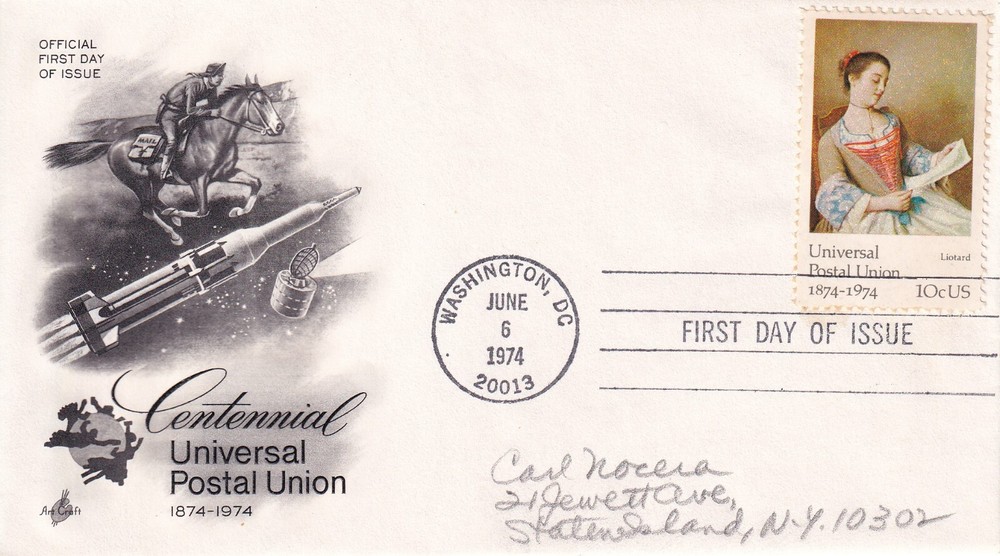 OFFICIAL
FIRST DAY
OF ISSUE
MAIL
Centennial
Universal
Postal Union
1874-1974
Art Craft
WASHINGTON, DC
JUNE
6
1974
20013
Universal
Postal Union
1874-1974
Liotard
10cUS
FIRST DAY OF ISSUE
Carl Nocera
21 Jewett Ave,
Staten Island, N.Y. 10302